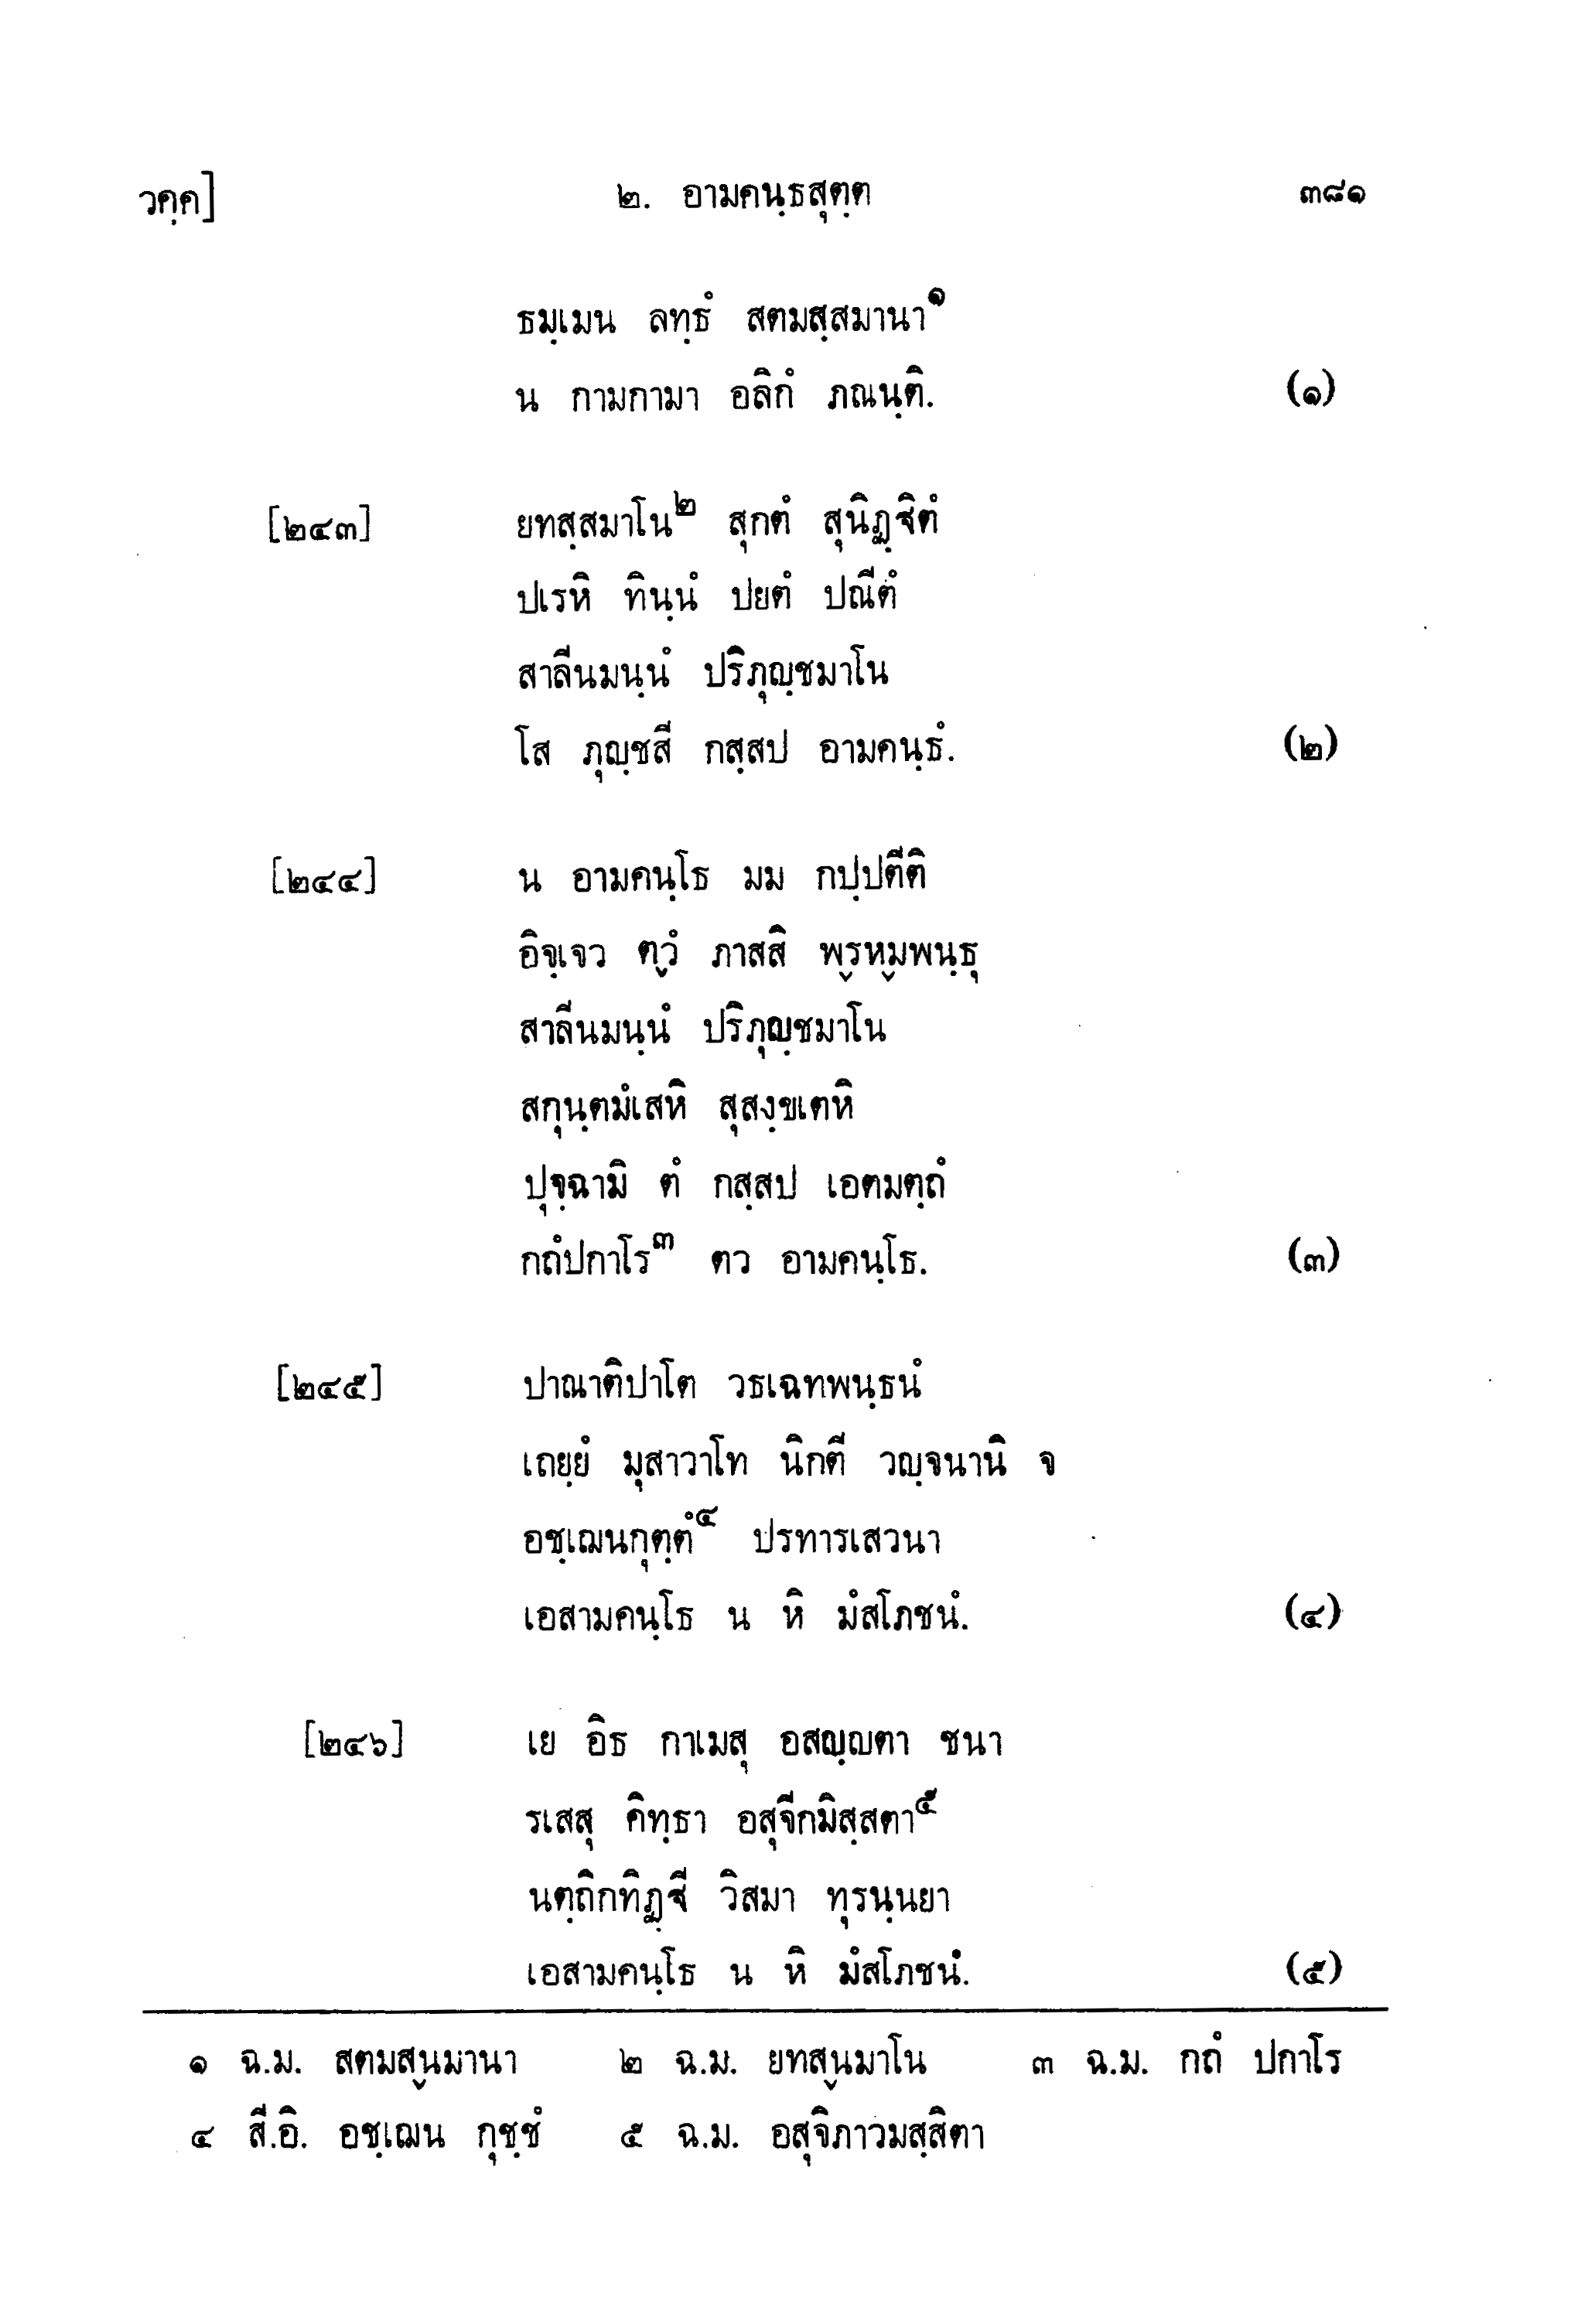 วคฺค] ๒. อามคนฺธสุตฺต ๓๘๑
ธมฺเมน ลทฺธํ สตมสฺสมานา๑
น กามกามา อลิกํ ภณนฺติ. (๑)
[๒๔๓] ยทสฺสมาโน๒ สุกตํ สุนิฏฺฐิตํ
ปเรหิ ทินฺนํ ปยตํ ปณีตํ
สาลีนมนฺนํ ปริภุญฺชมาโน
โส ภุญฺชสี กสฺสป อามคนฺธํ. (๒)
[๒๔๔] น อามคนฺโธ มม กปฺปตีติ
อิจฺเจว ตฺวํ ภาสสิ พฺรหฺมพนฺธุ
สาลีนมนฺนํ ปริภุญฺชมาโน
สกุนฺตมํเสหิ สุสงฺขเตหิ
ปุจฺฉามิ ตํ กสฺสป เอตมตฺถํ
กถํปกาโร๓ ตว อามคนฺโธ. (๓)
[๒๔๕] ปาณาติปาโต วธเฉทพนฺธนํ
เถยฺยํ มุสาวาโท นิกตี วญฺจนานิ จ
อชฺเฌนกุตฺตํ๔ ปรทารเสวนา
เอสามคนฺโธ น หิ มํสโภชนํ. (๔)
[๒๔๖] เย อิธ กาเมสุ อสญฺญตา ชนา
รเสสุ คิทฺธา อสุจีกมิสฺสตา๕
นตฺถิกทิฏฺฐี วิสมา ทุรนฺนยา
เอสามคนฺโธ น หิ มํสโภชนํ. (๕)
๑ ฉ.ม. สตมสฺนมานา ๒ ฉ.ม. ยทสฺนมาโน ๓ ฉ.ม. กถํ ปกาโร
๔ สี.อิ. อชฺเฌน กุชฺชํ ๕ ฉ.ม. อสุจิภาวมสฺสิตา